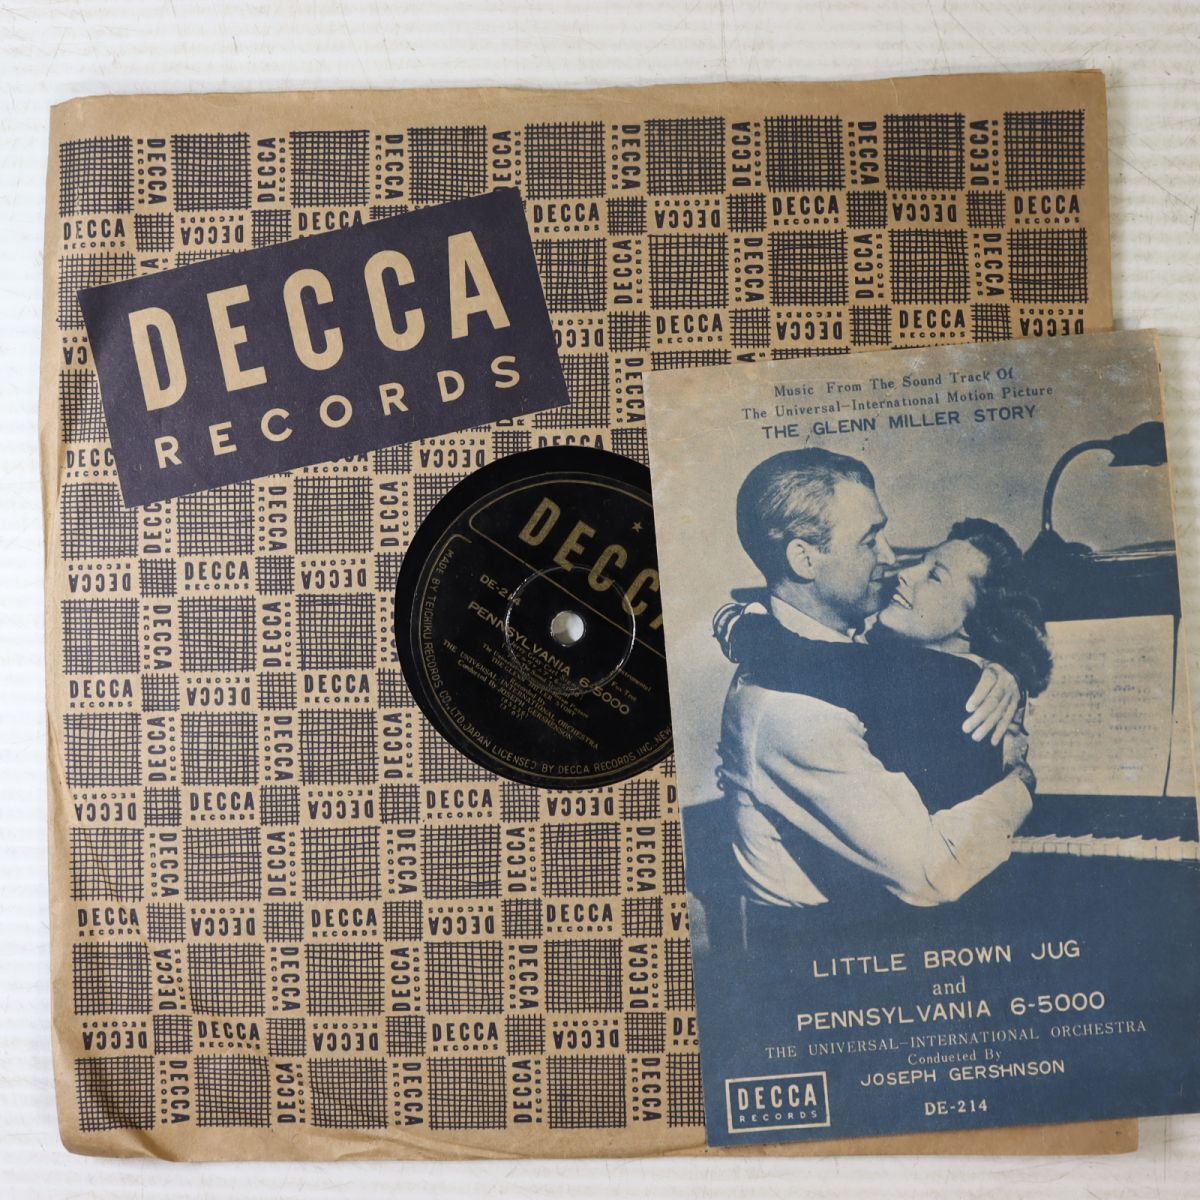 DECCA
RECORDS
DECCA
DE-214
PENNSYLVANIA 6-5000
THE UNIVERSAL-INTERNATIONAL ORCHESTRA
Conducted By JOSEPH GERSHENSON
MADE BY TEICHIKU RECORDS CO., LTD. JAPAN LICENSED BY DECCA RECORDS INC. NEW
Music From The Sound Track Of
The Universal-International Motion Picture
THE GLENN MILLER STORY
LITTLE BROWN JUG
and
PENNSYLVANIA 6-5000
THE UNIVERSAL-INTERNATIONAL ORCHESTRA
Conducted By
JOSEPH GERSHNSON
DECCA
RECORDS
DE-214